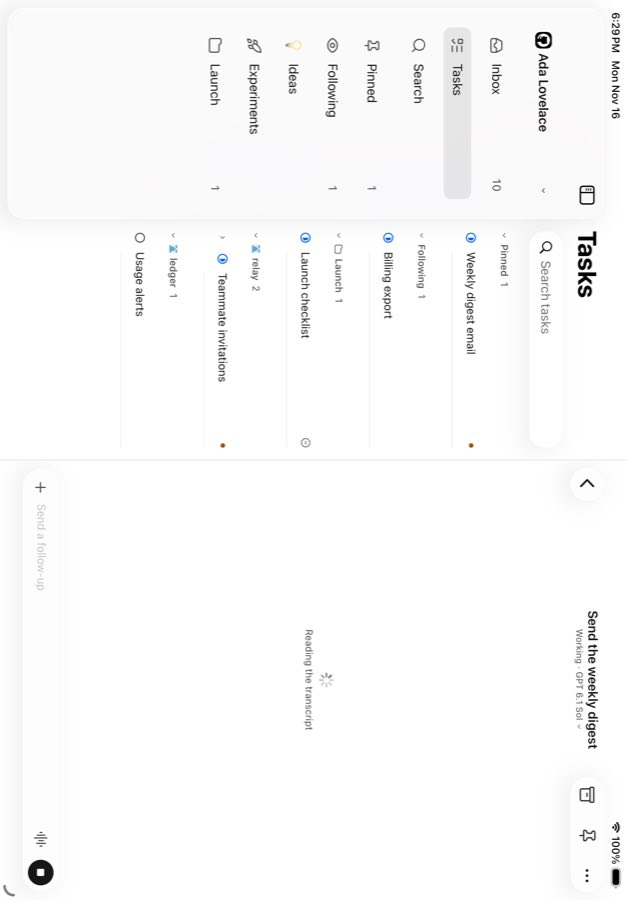 6:29 PM Mon Nov 16
100%
Ada Lovelace
Inbox 10
Tasks
Search
Pinned 1
Following 1
Ideas
Experiments
Launch 1
Tasks
Search tasks
Pinned 1
Weekly digest email
Following 1
Billing export
Launch 1
Launch checklist
relay 2
Teammate invitations
ledger 1
Usage alerts
Send the weekly digest
Working · GPT 6.1 Sol
Reading the transcript
Send a follow-up